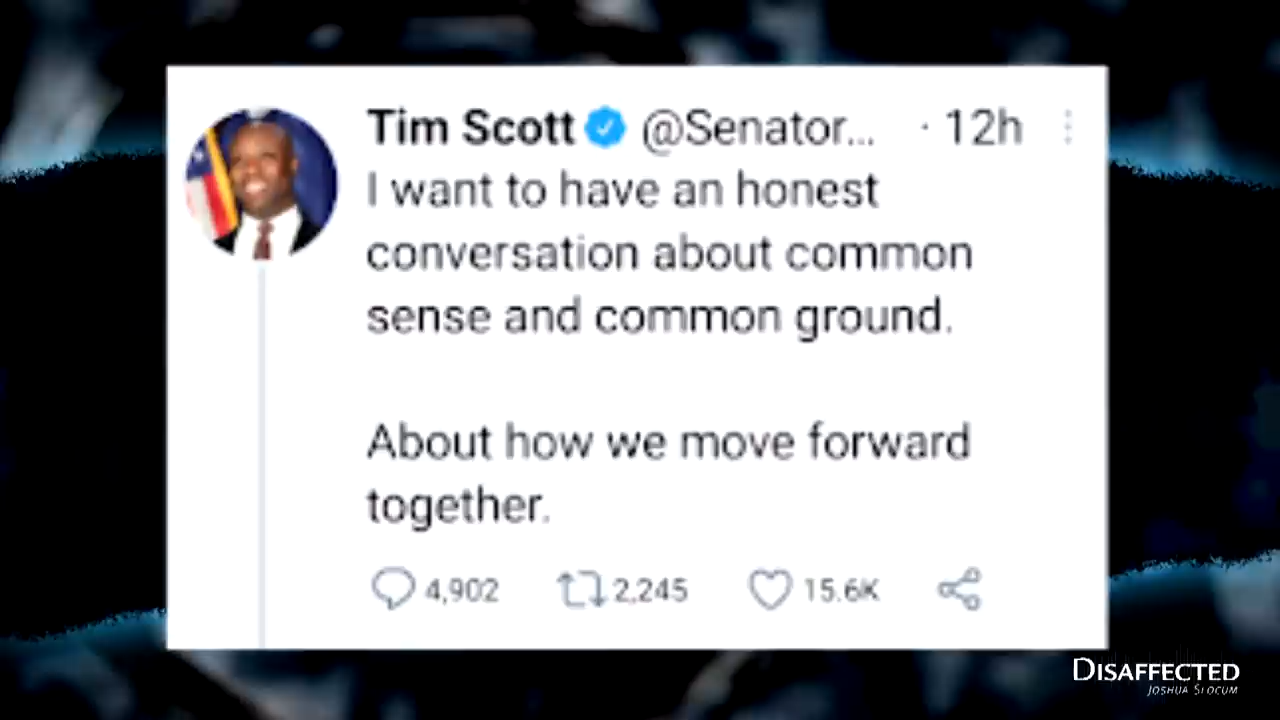 Tim Scott @Senator... · 12h
I want to have an honest
conversation about common
sense and common ground.
About how we move forward
together.
4,902 2,245 15.6K
DISAFFECTED
JOSHUA SLOCUM